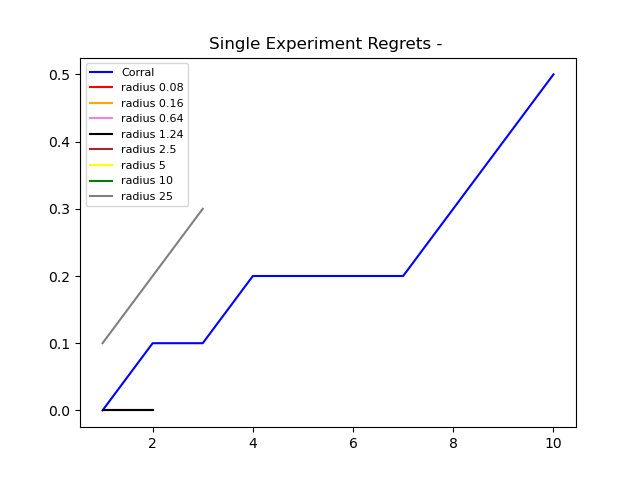 Single Experiment Regrets -
Corral
radius 0.08
radius 0.16
radius 0.64
radius 1.24
radius 2.5
radius 5
radius 10
radius 25
0.5
0.4
0.3
0.2
0.1
0.0
2 4 6 8 10